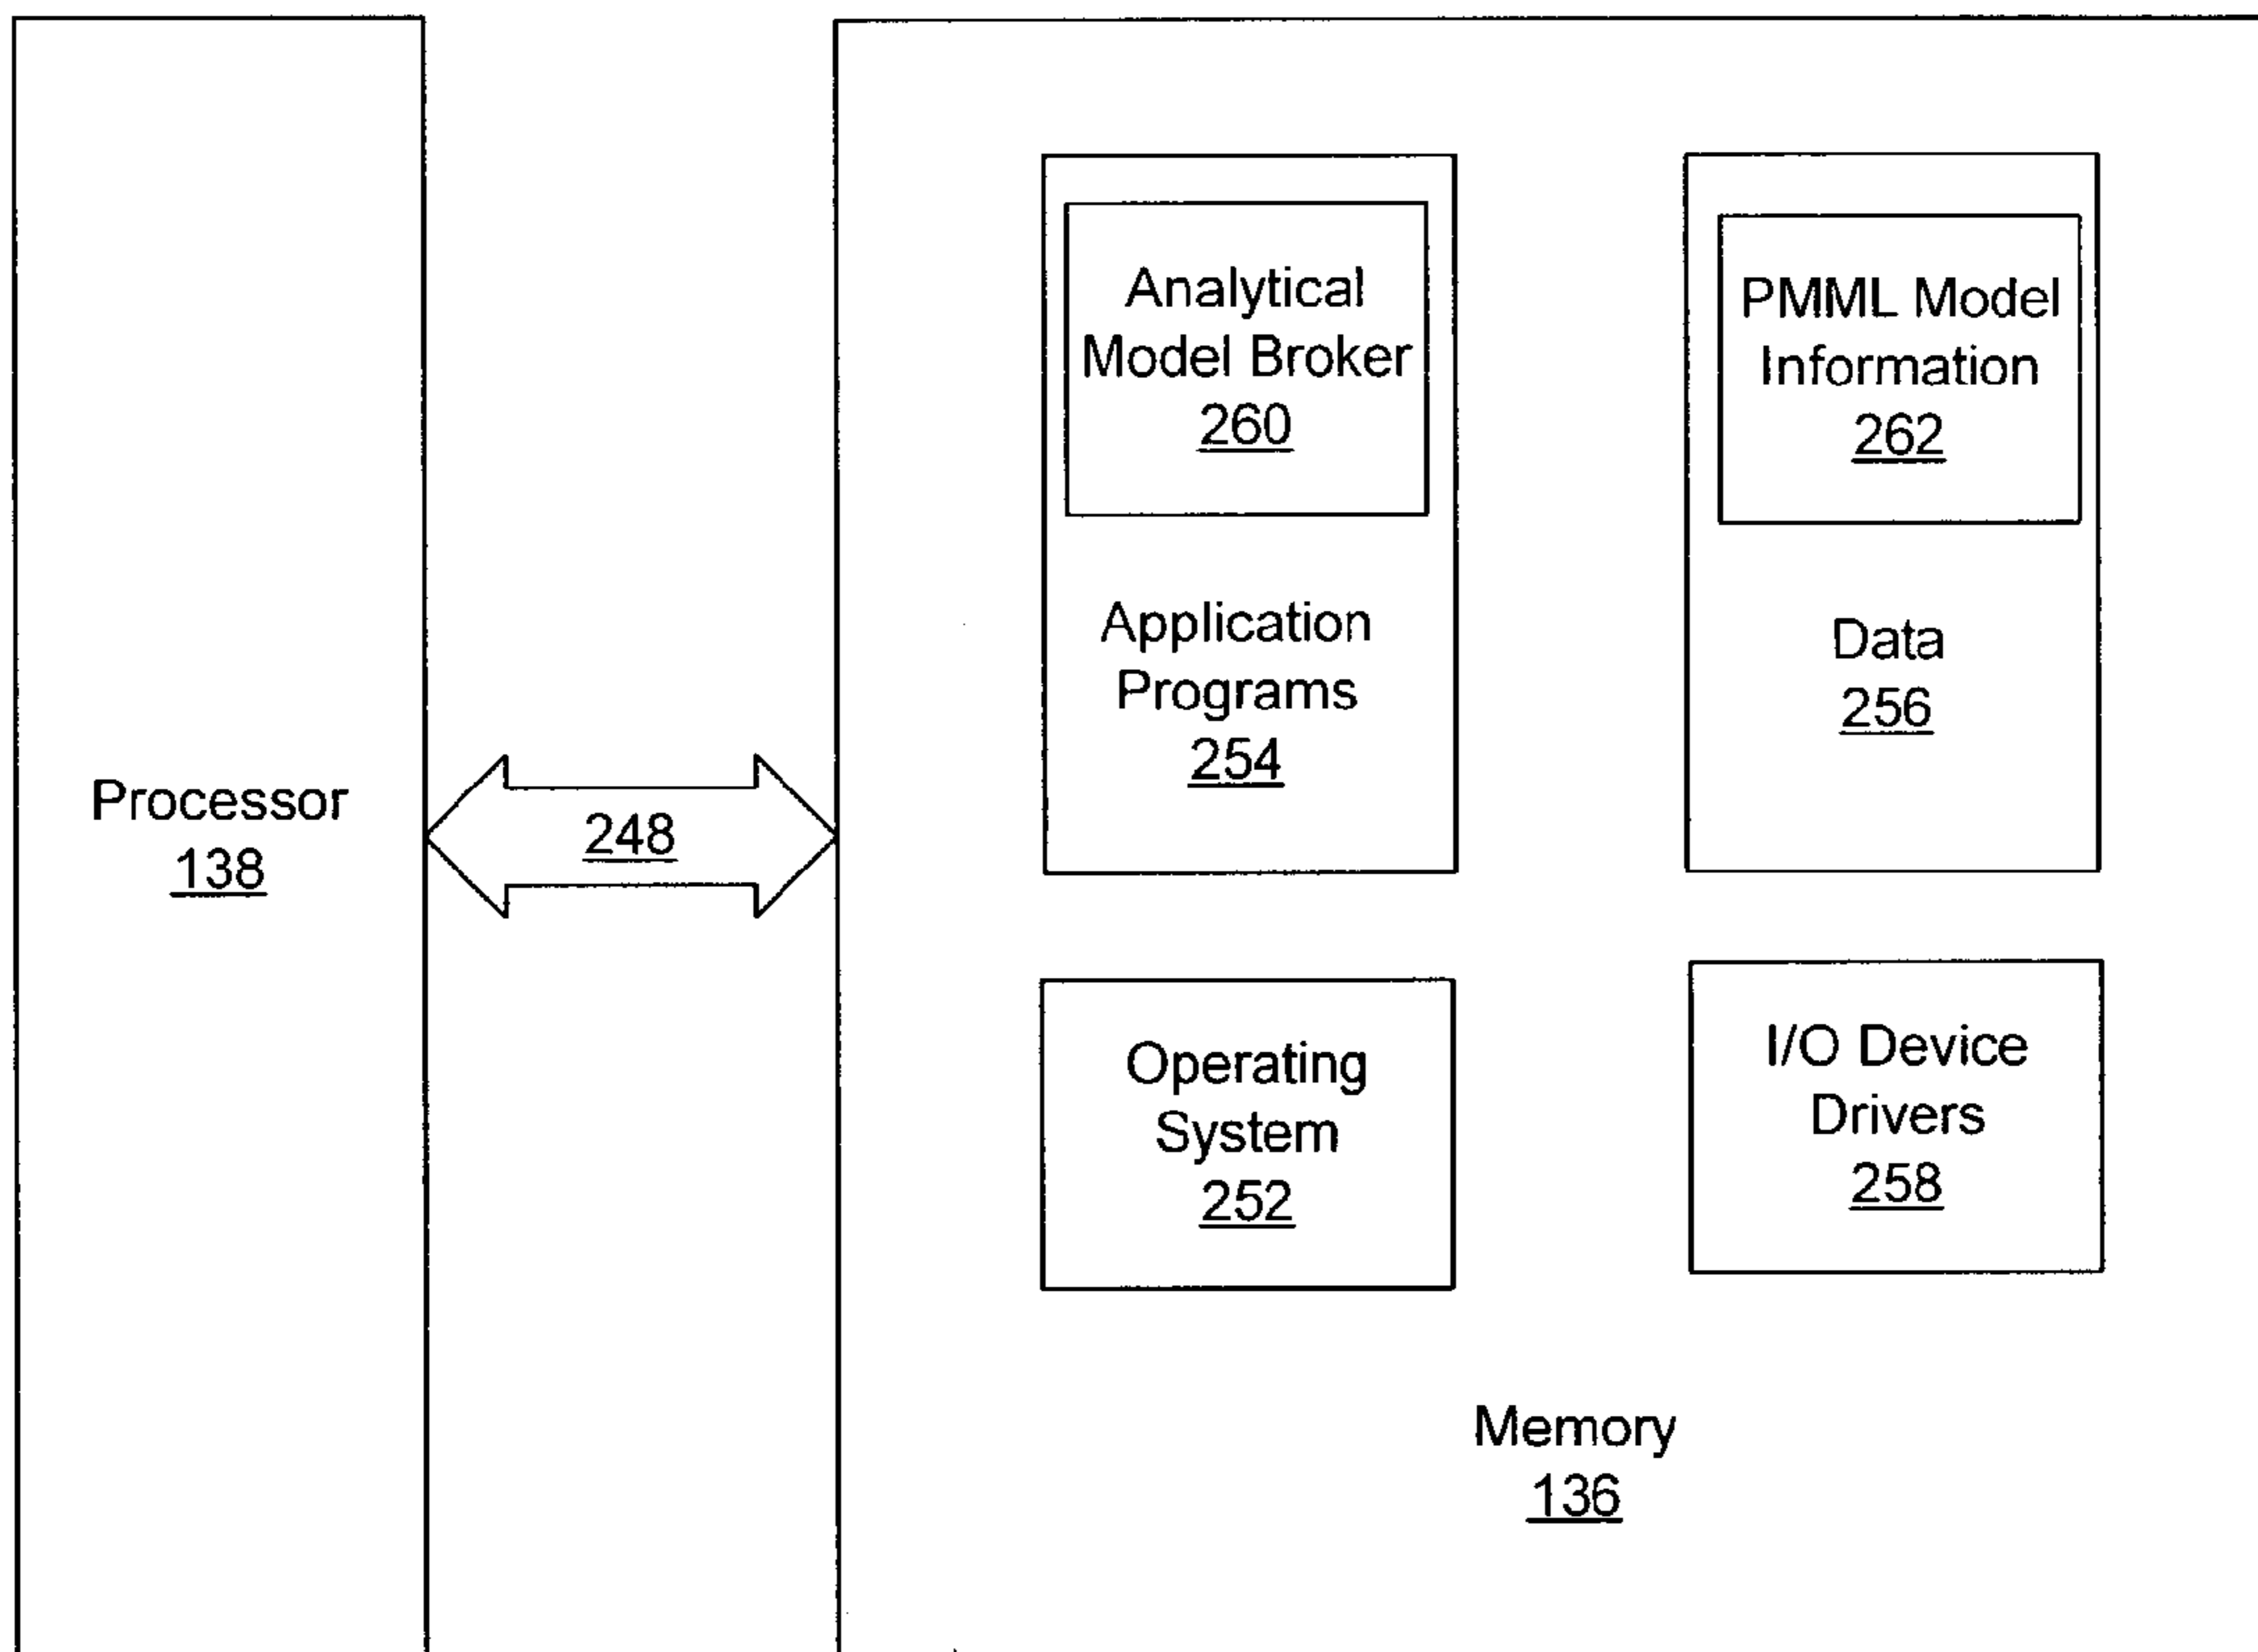 Processor
138
248
Analytical
Model Broker
260
Application
Programs
254
PMML Model
Information
262
Data
256
Operating
System
252
I/O Device
Drivers
258
Memory
136